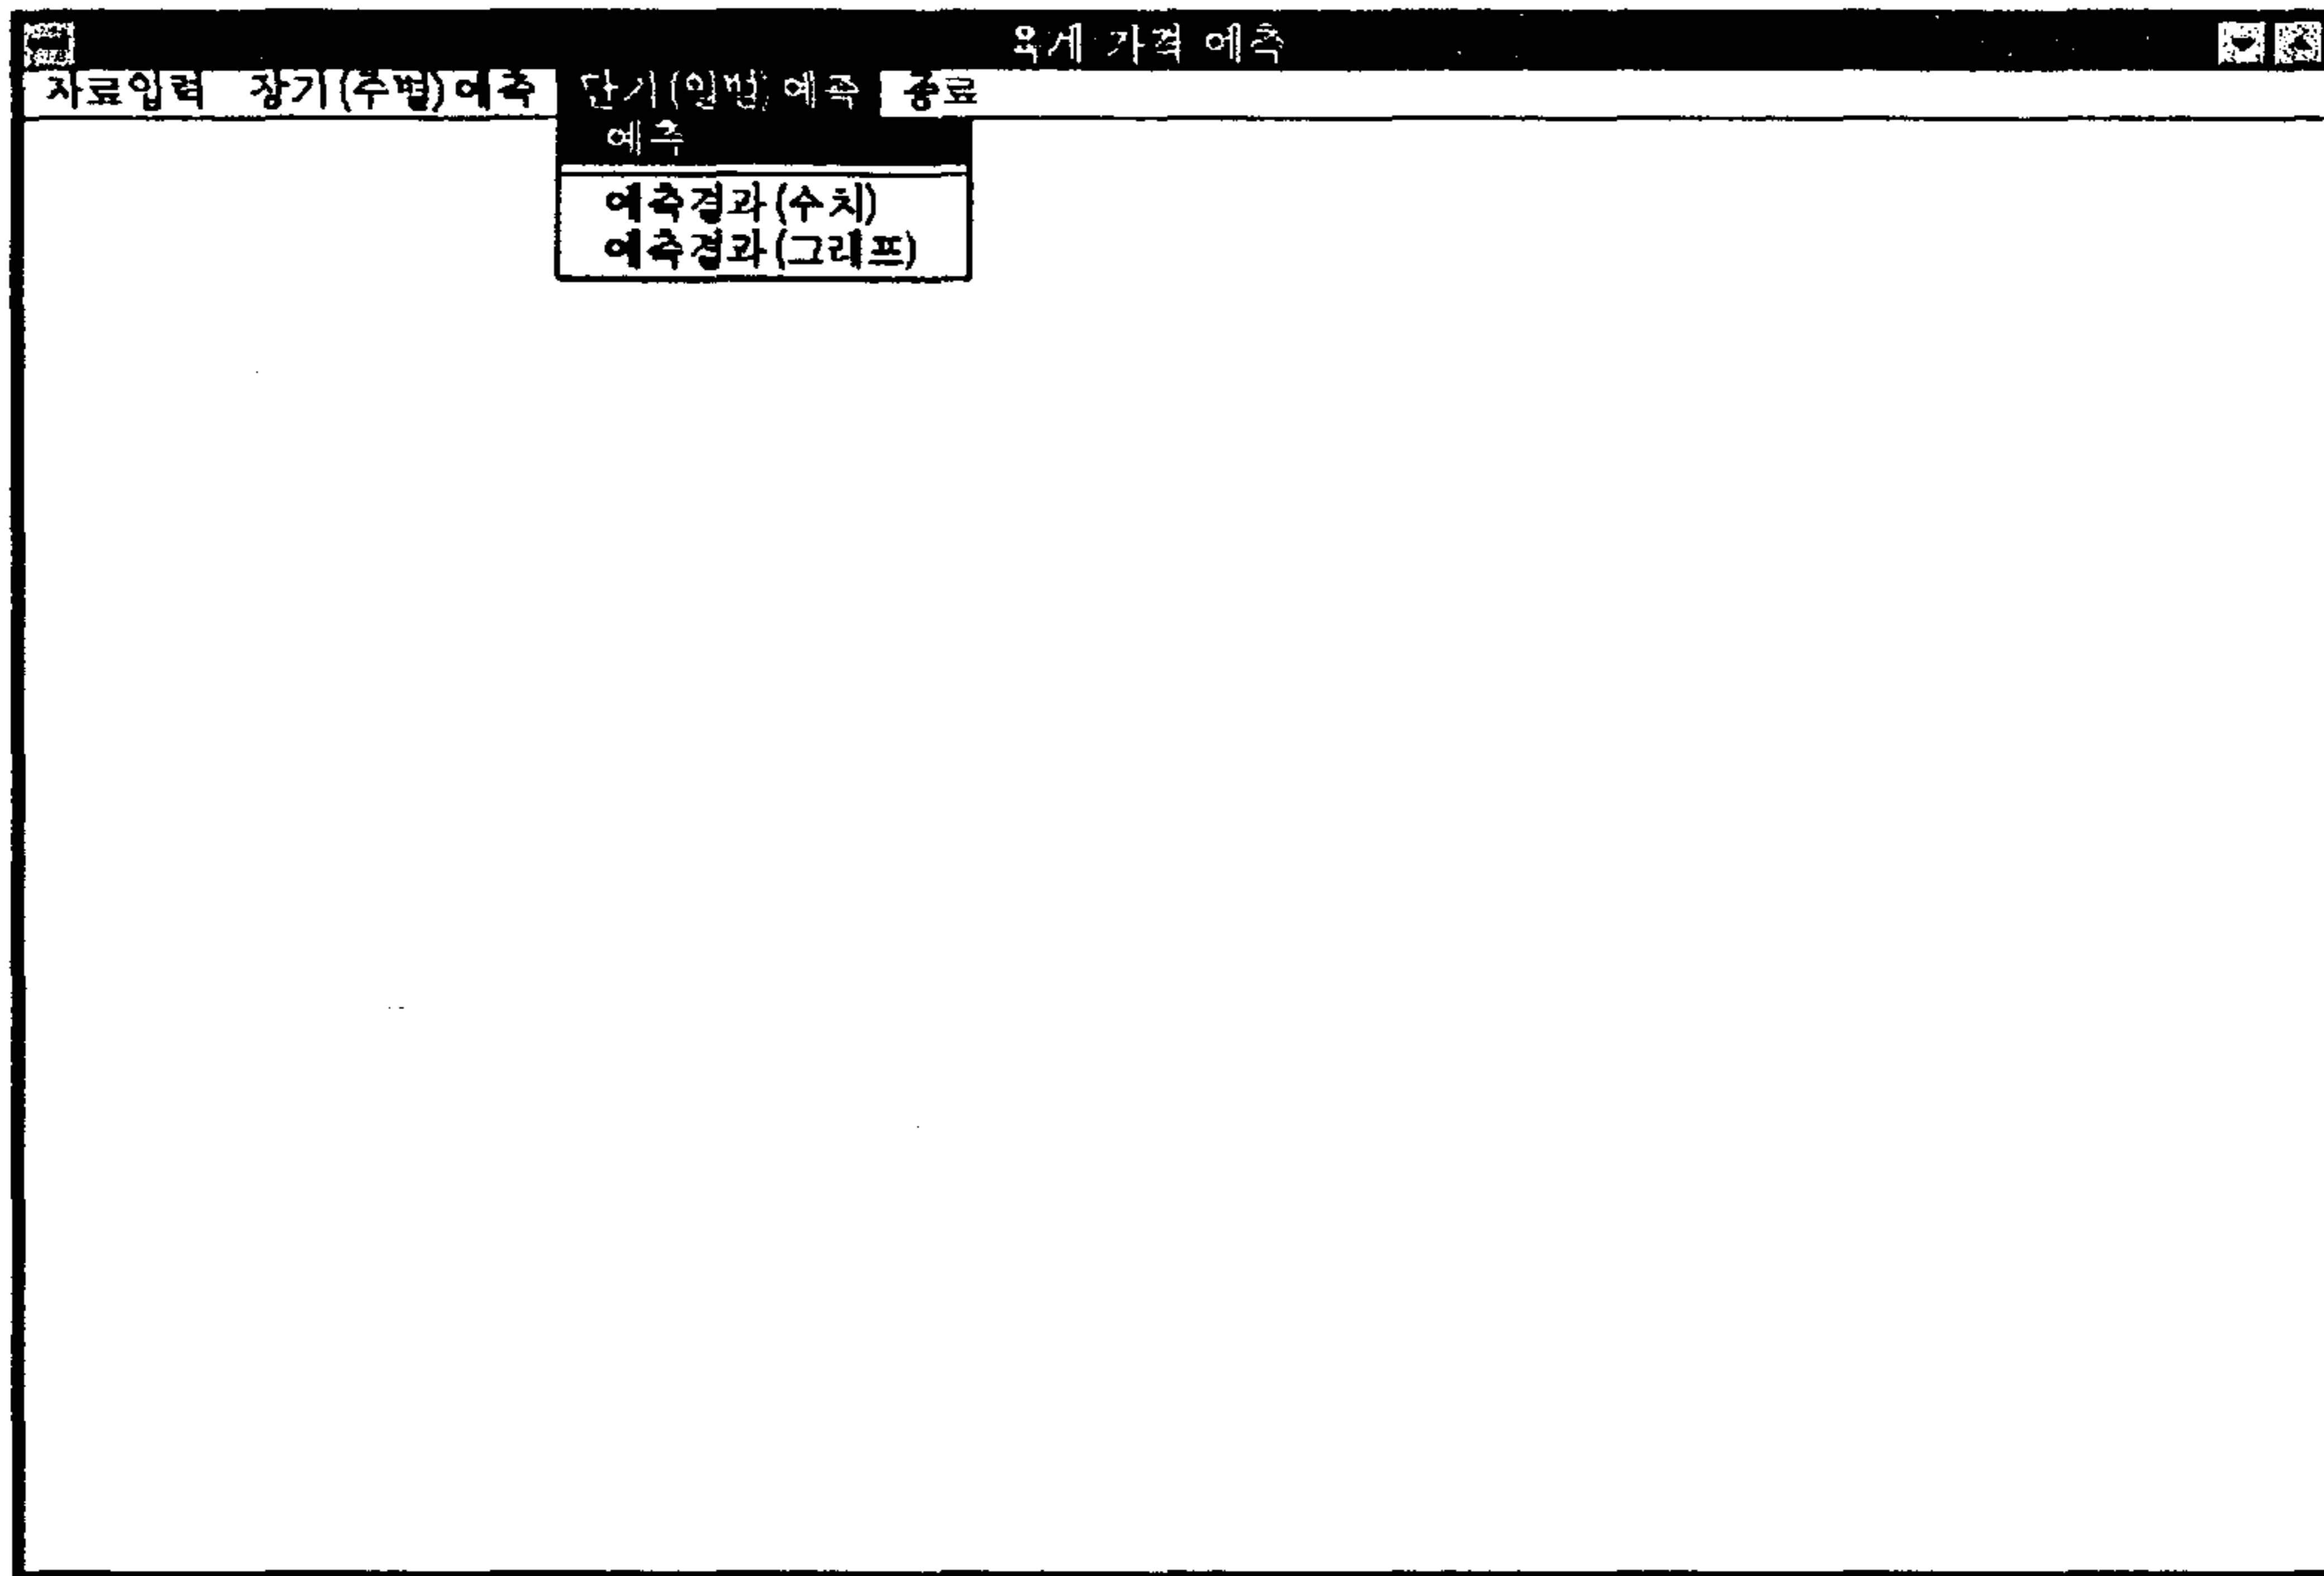 육계 가격 예측
자료입력 장기(주별)예측 단기(일별)예측 종료
예측
예측결과(수치)
예측결과(그래프)